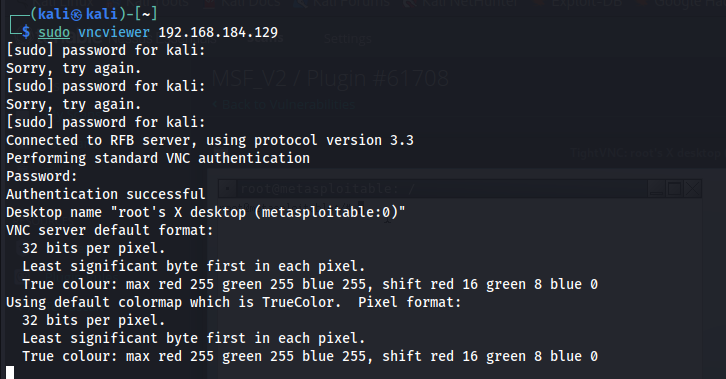 (kali㉿kali)-[~]
$ sudo vncviewer 192.168.184.129
[sudo] password for kali:
Sorry, try again.
[sudo] password for kali:
Sorry, try again.
[sudo] password for kali:
Connected to RFB server, using protocol version 3.3
Performing standard VNC authentication
Password:
Authentication successful
Desktop name "root's X desktop (metasploitable:0)"
VNC server default format:
32 bits per pixel.
Least significant byte first in each pixel.
True colour: max red 255 green 255 blue 255, shift red 16 green 8 blue 0
Using default colormap which is TrueColor.  Pixel format:
32 bits per pixel.
Least significant byte first in each pixel.
True colour: max red 255 green 255 blue 255, shift red 16 green 8 blue 0
MSF_V2 / Plugin #61708
root@metasploitable: /